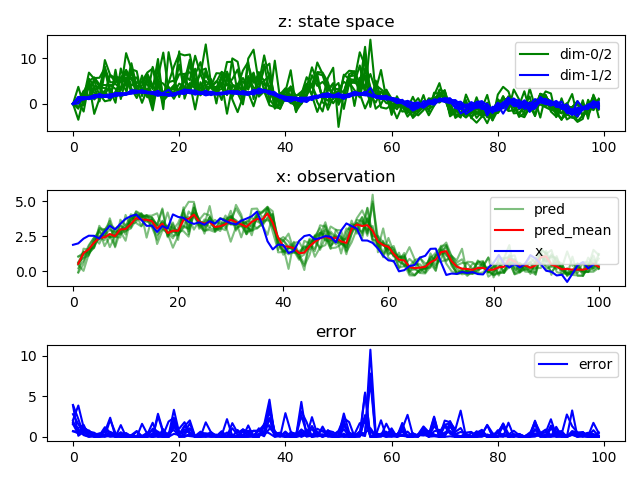 z: state space
10
0
dim-0/2
dim-1/2
0 20 40 60 80 100
x: observation
5.0
2.5
0.0
pred
pred_mean
x
0 20 40 60 80 100
error
10
5
0
error
0 20 40 60 80 100